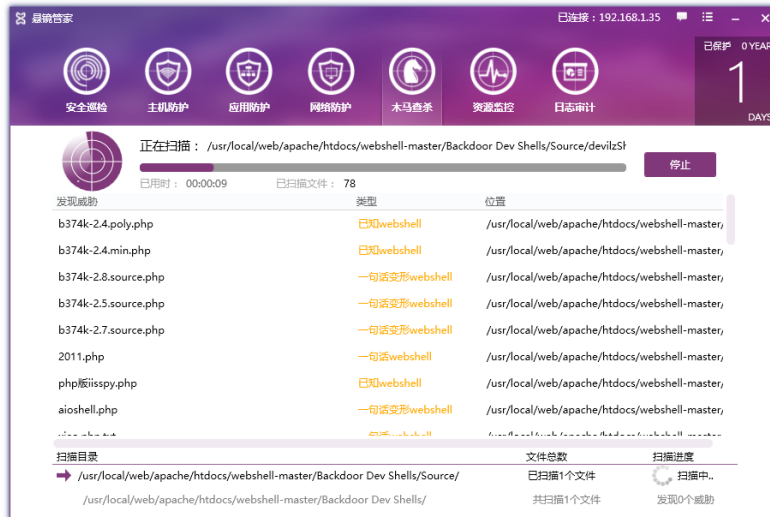 悬镜管家 已连接：192.168.1.35
安全巡检 主机防护 应用防护 网络防护 木马查杀 资源监控 日志审计
已保护 0 YEAR
1
DAYS
正在扫描： /usr/local/web/apache/htdocs/webshell-master/Backdoor Dev Shells/Source/devilzSh
停止
已用时： 00:00:09 已扫描文件： 78
发现威胁 类型 位置
b374k-2.4.poly.php 已知webshell /usr/local/web/apache/htdocs/webshell-master/
b374k-2.4.min.php 已知webshell /usr/local/web/apache/htdocs/webshell-master/
b374k-2.8.source.php 一句话变形webshell /usr/local/web/apache/htdocs/webshell-master/
b374k-2.5.source.php 一句话变形webshell /usr/local/web/apache/htdocs/webshell-master/
b374k-2.7.source.php 一句话变形webshell /usr/local/web/apache/htdocs/webshell-master/
2011.php 一句话webshell /usr/local/web/apache/htdocs/webshell-master/
php版iisspy.php 已知webshell /usr/local/web/apache/htdocs/webshell-master/
aioshell.php 一句话变形webshell /usr/local/web/apache/htdocs/webshell-master/
扫描目录 文件总数 扫描进度
/usr/local/web/apache/htdocs/webshell-master/Backdoor Dev Shells/Source/ 已扫描1个文件 扫描中..
/usr/local/web/apache/htdocs/webshell-master/Backdoor Dev Shells/ 共扫描1个文件 发现0个威胁